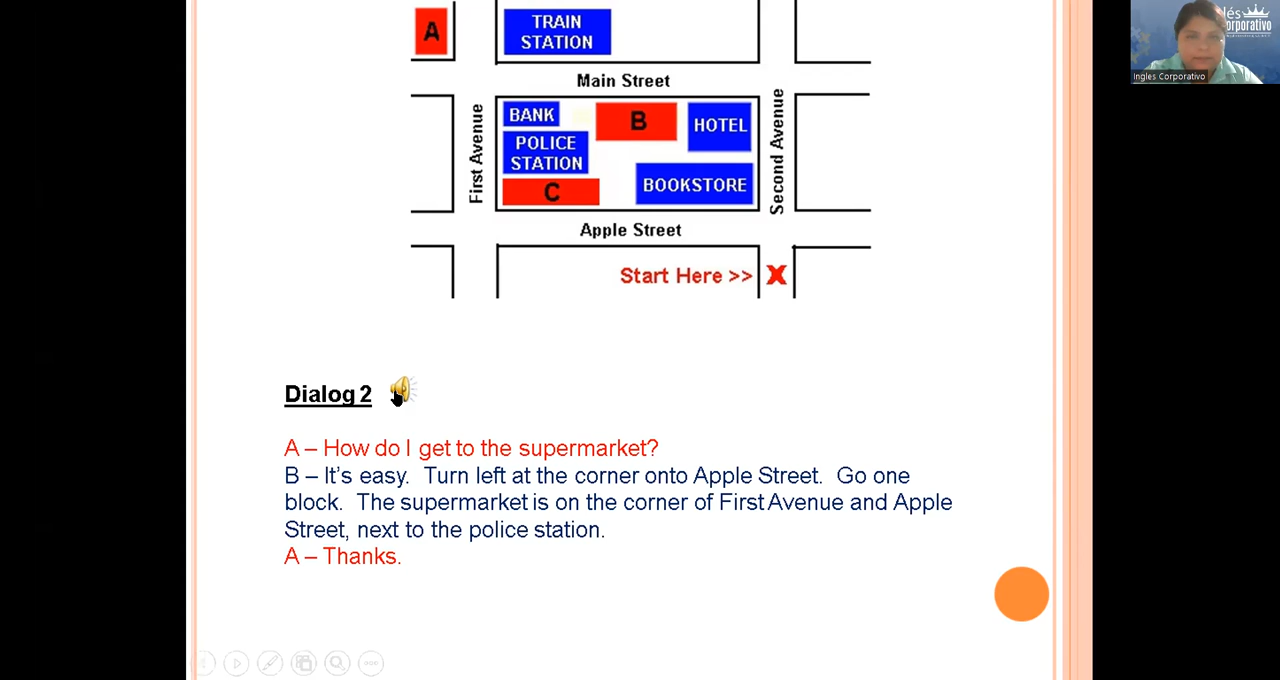 lés
orporativo
Ingles Corporativo
A
TRAIN
STATION
Main Street
First Avenue
BANK
POLICE
STATION
C
B
HOTEL
BOOKSTORE
Second Avenue
Apple Street
Start Here >> X
Dialog 2
A – How do I get to the supermarket?
B – It's easy. Turn left at the corner onto Apple Street. Go one
block. The supermarket is on the corner of First Avenue and Apple
Street, next to the police station.
A – Thanks.